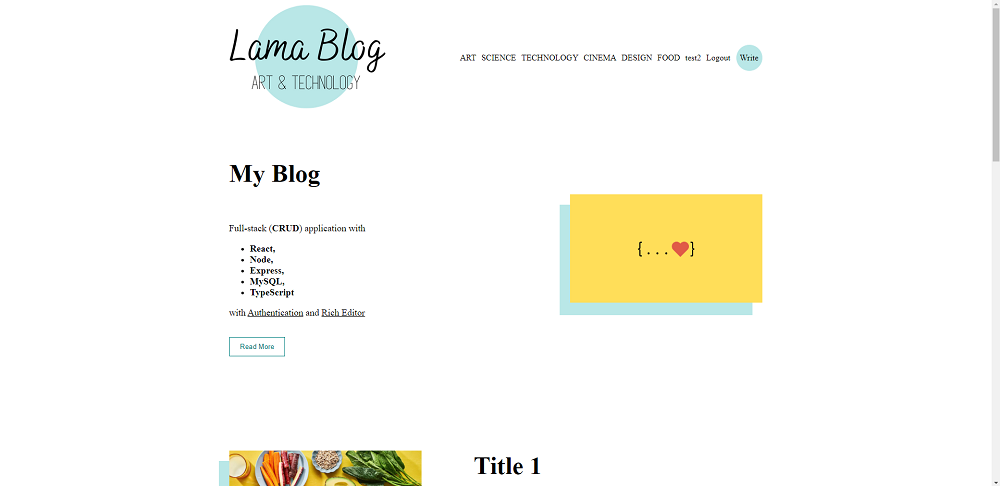 Lama Blog
ART & TECHNOLOGY
ART SCIENCE TECHNOLOGY CINEMA DESIGN FOOD test2 Logout Write
My Blog
Full-stack (CRUD) application with
React,
Node,
Express,
MySQL,
TypeScript
with Authentication and Rich Editor
Read More
{...❤}
Title 1